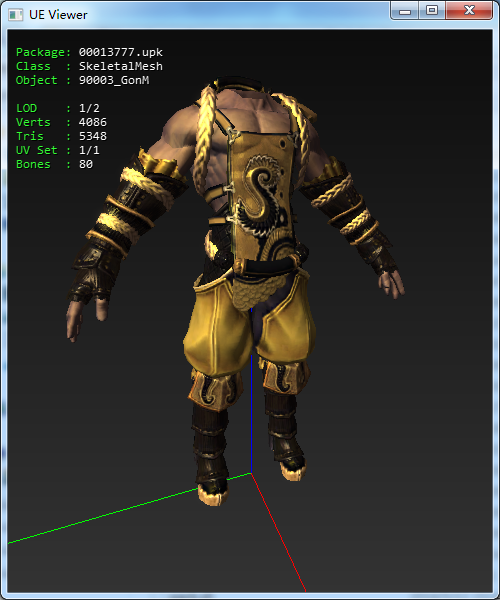 UE Viewer
Package: 00013777.upk
Class : SkeletalMesh
Object : 90003_GonM
LOD : 1/2
Verts : 4086
Tris : 5348
UV Set : 1/1
Bones : 80